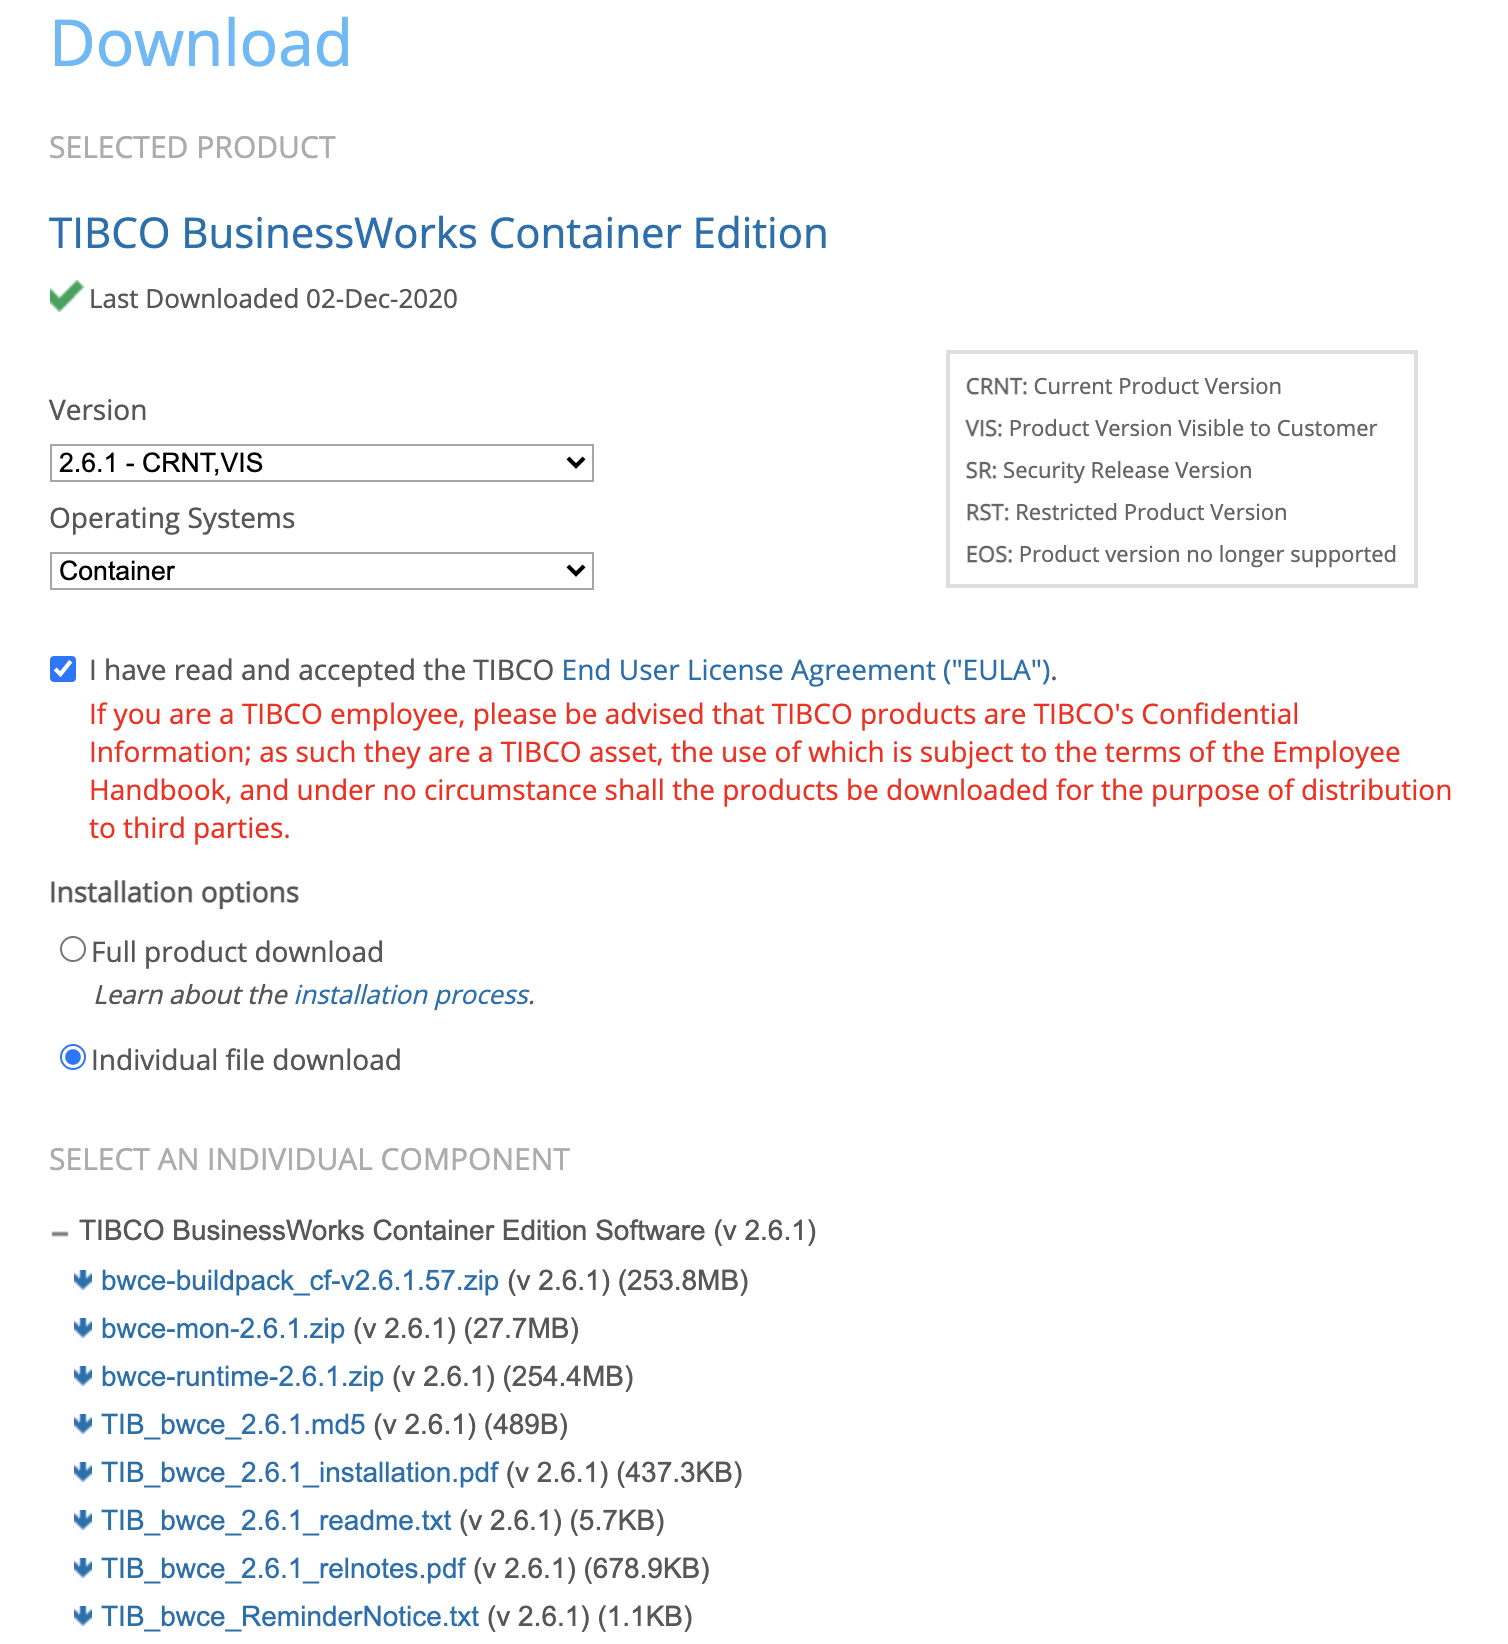 Download
SELECTED PRODUCT
TIBCO BusinessWorks Container Edition
Last Downloaded 02-Dec-2020
Version
2.6.1 - CRNT,VIS
Operating Systems
Container
CRNT: Current Product Version
VIS: Product Version Visible to Customer
SR: Security Release Version
RST: Restricted Product Version
EOS: Product version no longer supported
I have read and accepted the TIBCO End User License Agreement ("EULA").
If you are a TIBCO employee, please be advised that TIBCO products are TIBCO's Confidential
Information; as such they are a TIBCO asset, the use of which is subject to the terms of the Employee
Handbook, and under no circumstance shall the products be downloaded for the purpose of distribution
to third parties.
Installation options
Full product download
Learn about the installation process.
Individual file download
SELECT AN INDIVIDUAL COMPONENT
TIBCO BusinessWorks Container Edition Software (v 2.6.1)
bwce-buildpack_cf-v2.6.1.57.zip (v 2.6.1) (253.8MB)
bwce-mon-2.6.1.zip (v 2.6.1) (27.7MB)
bwce-runtime-2.6.1.zip (v 2.6.1) (254.4MB)
TIB_bwce_2.6.1.md5 (v 2.6.1) (489B)
TIB_bwce_2.6.1_installation.pdf (v 2.6.1) (437.3KB)
TIB_bwce_2.6.1_readme.txt (v 2.6.1) (5.7KB)
TIB_bwce_2.6.1_relnotes.pdf (v 2.6.1) (678.9KB)
TIB_bwce_ReminderNotice.txt (v 2.6.1) (1.1KB)